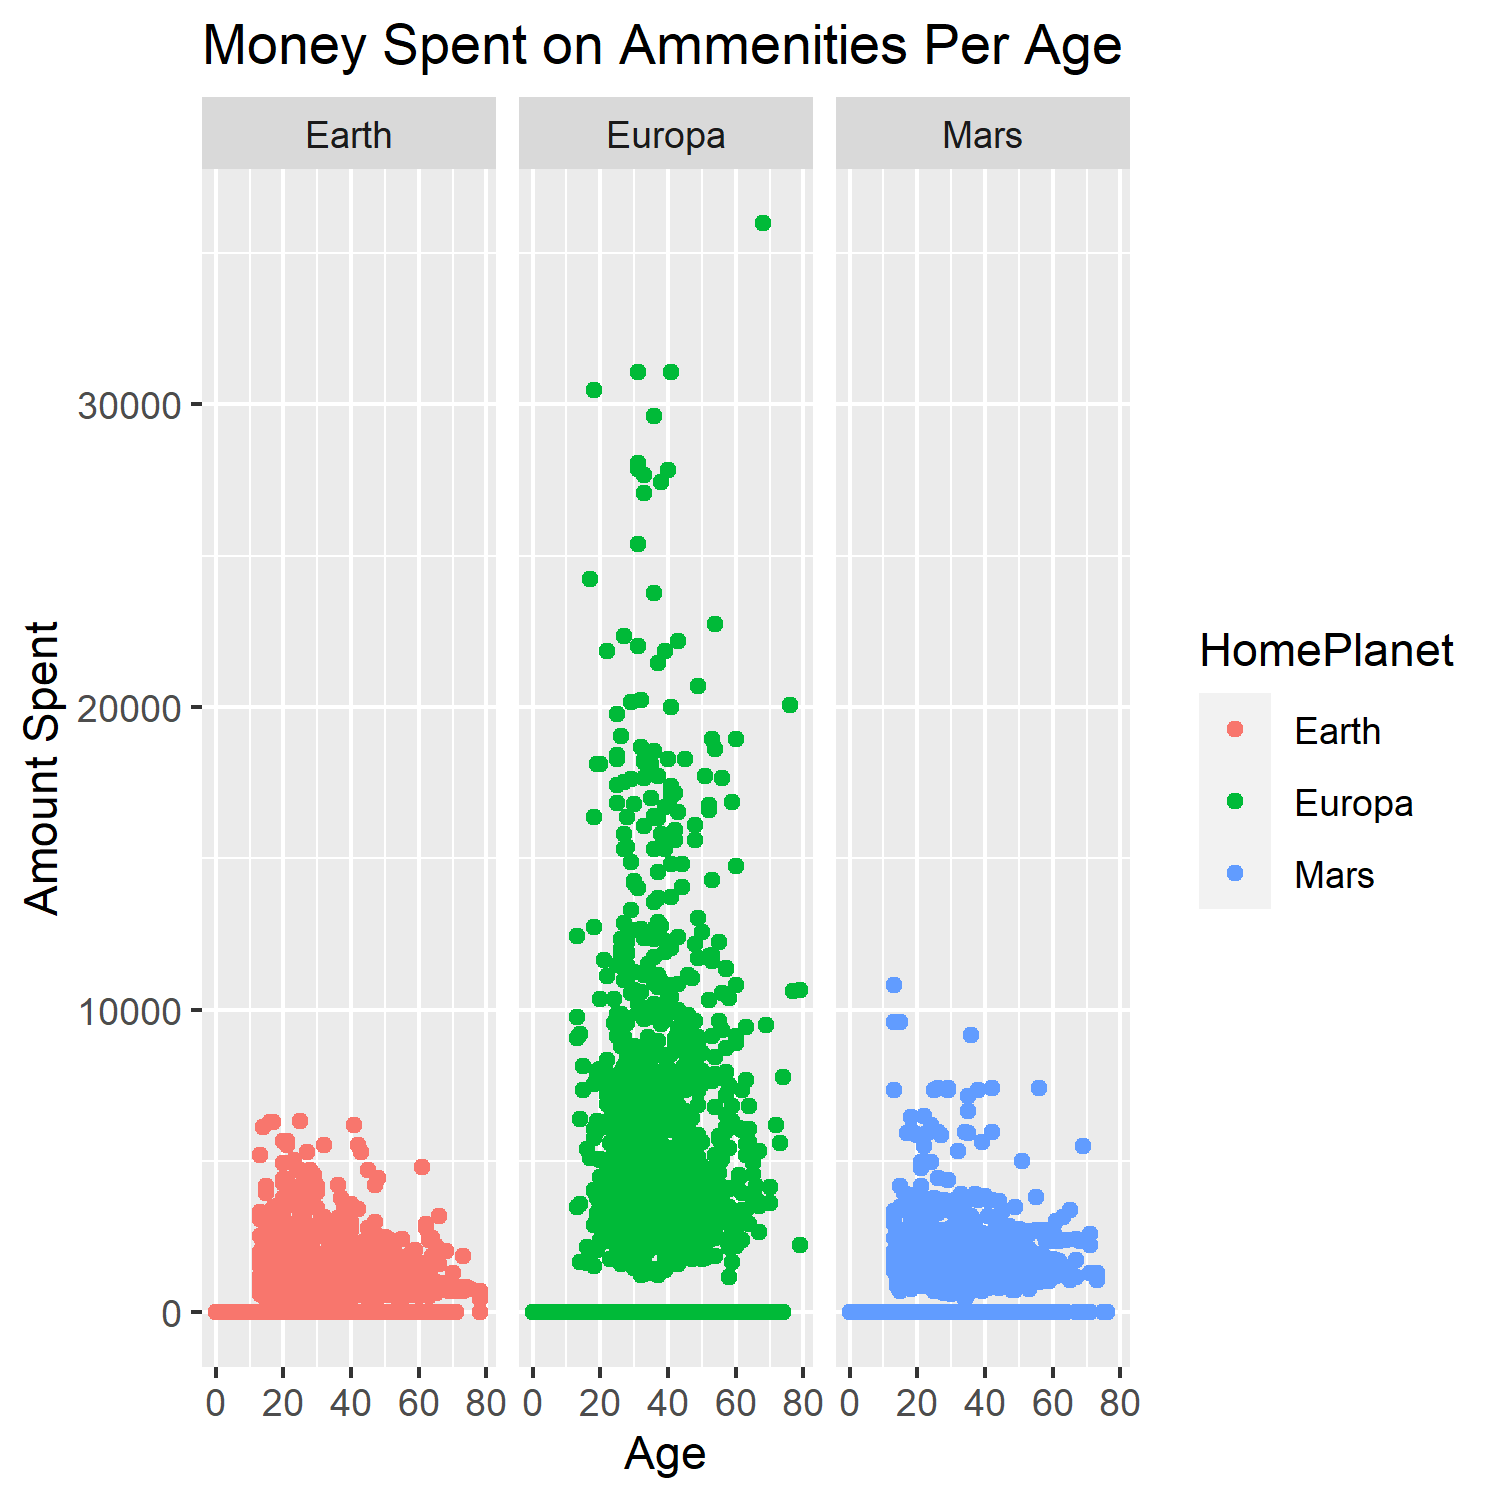 Money Spent on Ammenities Per Age
Earth Europa Mars
30000
20000
10000
0
Amount Spent
0 20 40 60 80 0 20 40 60 80 0 20 40 60 80
Age
HomePlanet
Earth
Europa
Mars